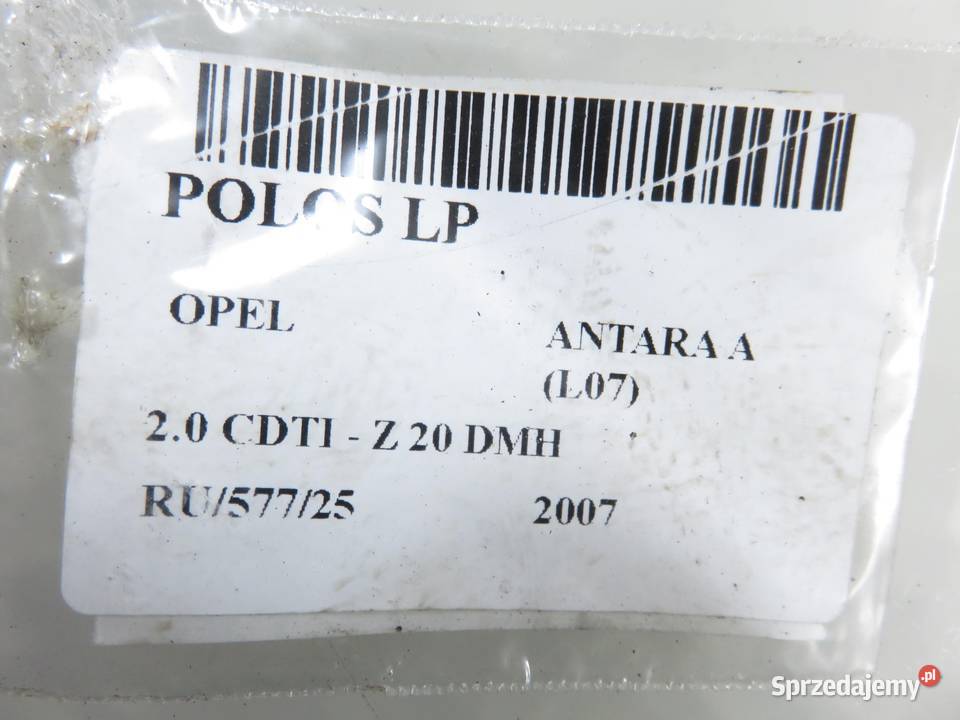 POLOS LP
OPEL
ANTARA A
(L07)
2.0 CDTI - Z 20 DMH
RU/577/25
2007
Sprzedajemy.pl